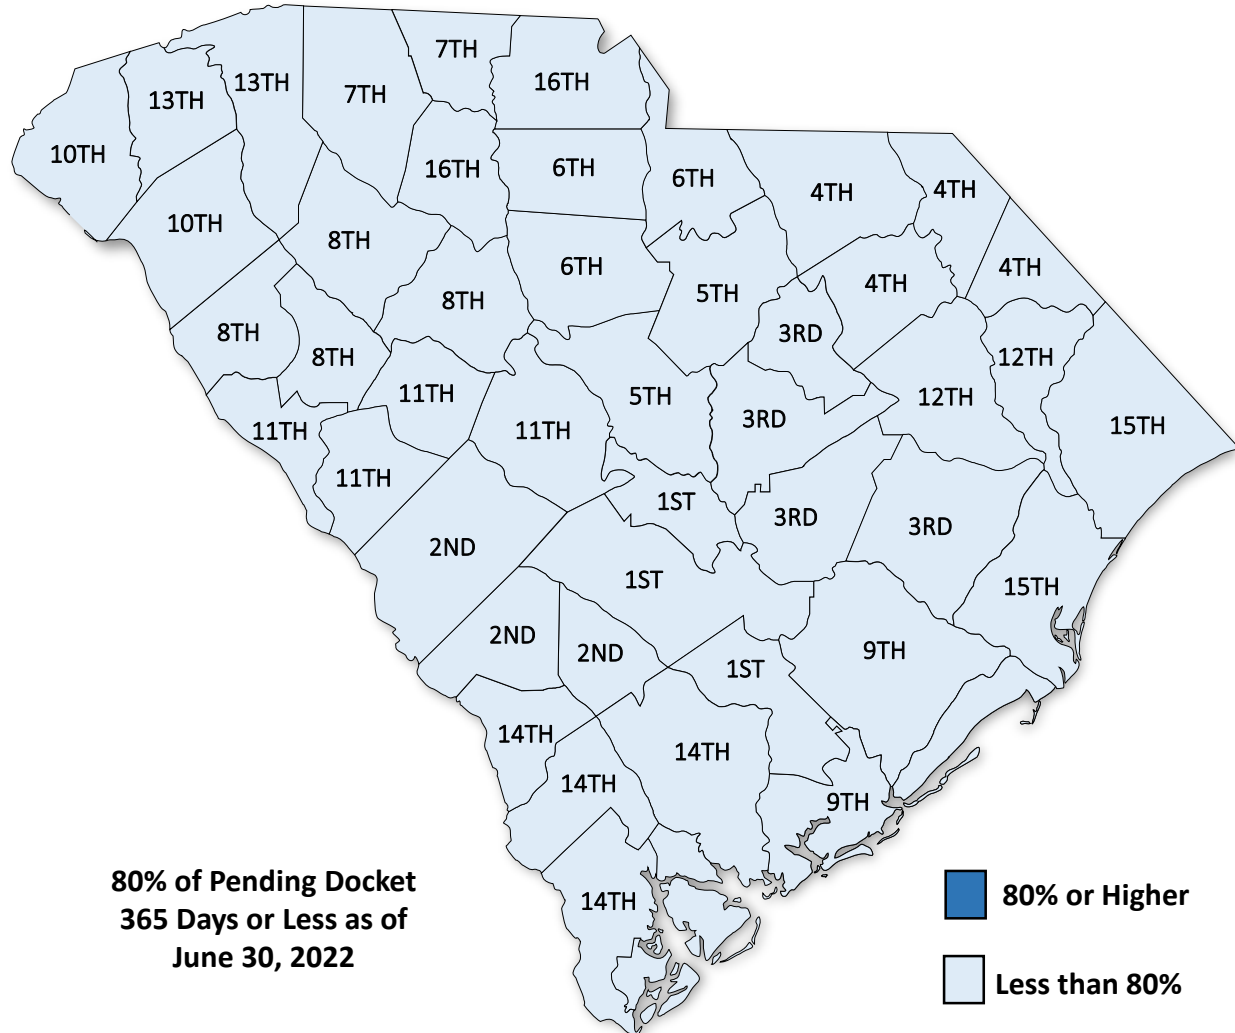 7TH
13TH
16TH
7TH
13TH
10TH
16TH
6TH
6TH
4TH
4TH
10TH
8TH
6TH
4TH
5TH
4TH
8TH
8TH
3RD
8TH
12TH
11TH
5TH
12TH
3RD
15TH
11TH
11TH
11TH
1ST
3RD
3RD
2ND
1ST
15TH
2ND
2ND
9TH
1ST
14TH
14TH
14TH
9TH
14TH
80% of Pending Docket
365 Days or Less as of
June 30, 2022
80% or Higher
Less than 80%